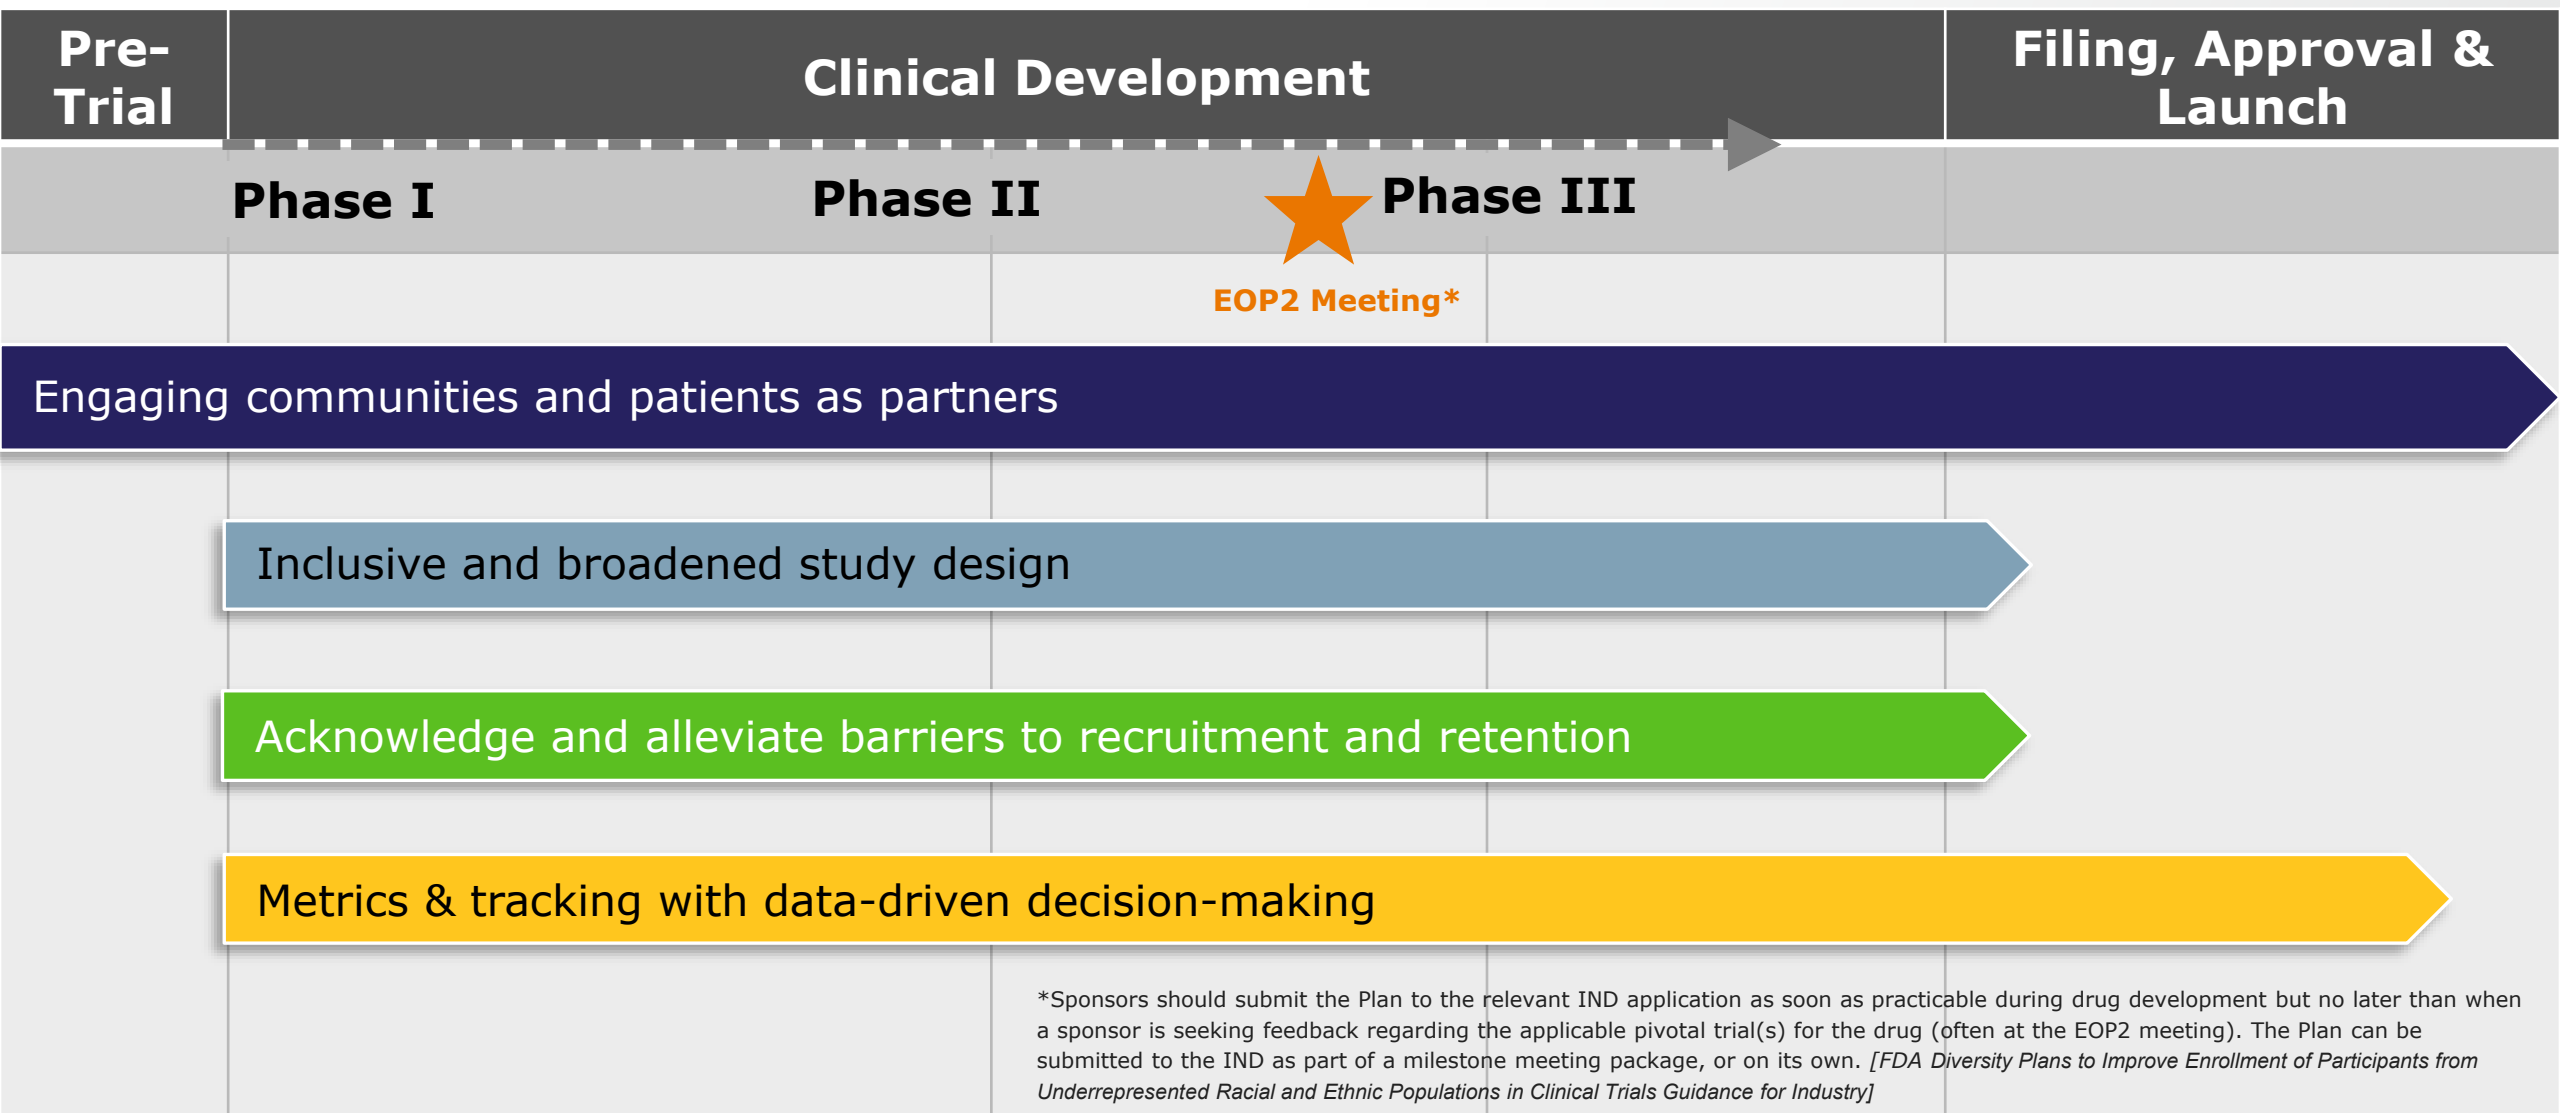 Pre-
Trial
Clinical Development
Filing, Approval &
Launch
Phase I
Phase II
Phase III
EOP2 Meeting*
Engaging communities and patients as partners
Inclusive and broadened study design
Acknowledge and alleviate barriers to recruitment and retention
Metrics & tracking with data-driven decision-making
*Sponsors should submit the Plan to the relevant IND application as soon as practicable during drug development but no later than when
a sponsor is seeking feedback regarding the applicable pivotal trial(s) for the drug (often at the EOP2 meeting). The Plan can be
submitted to the IND as part of a milestone meeting package, or on its own. [FDA Diversity Plans to Improve Enrollment of Participants from
Underrepresented Racial and Ethnic Populations in Clinical Trials Guidance for Industry]